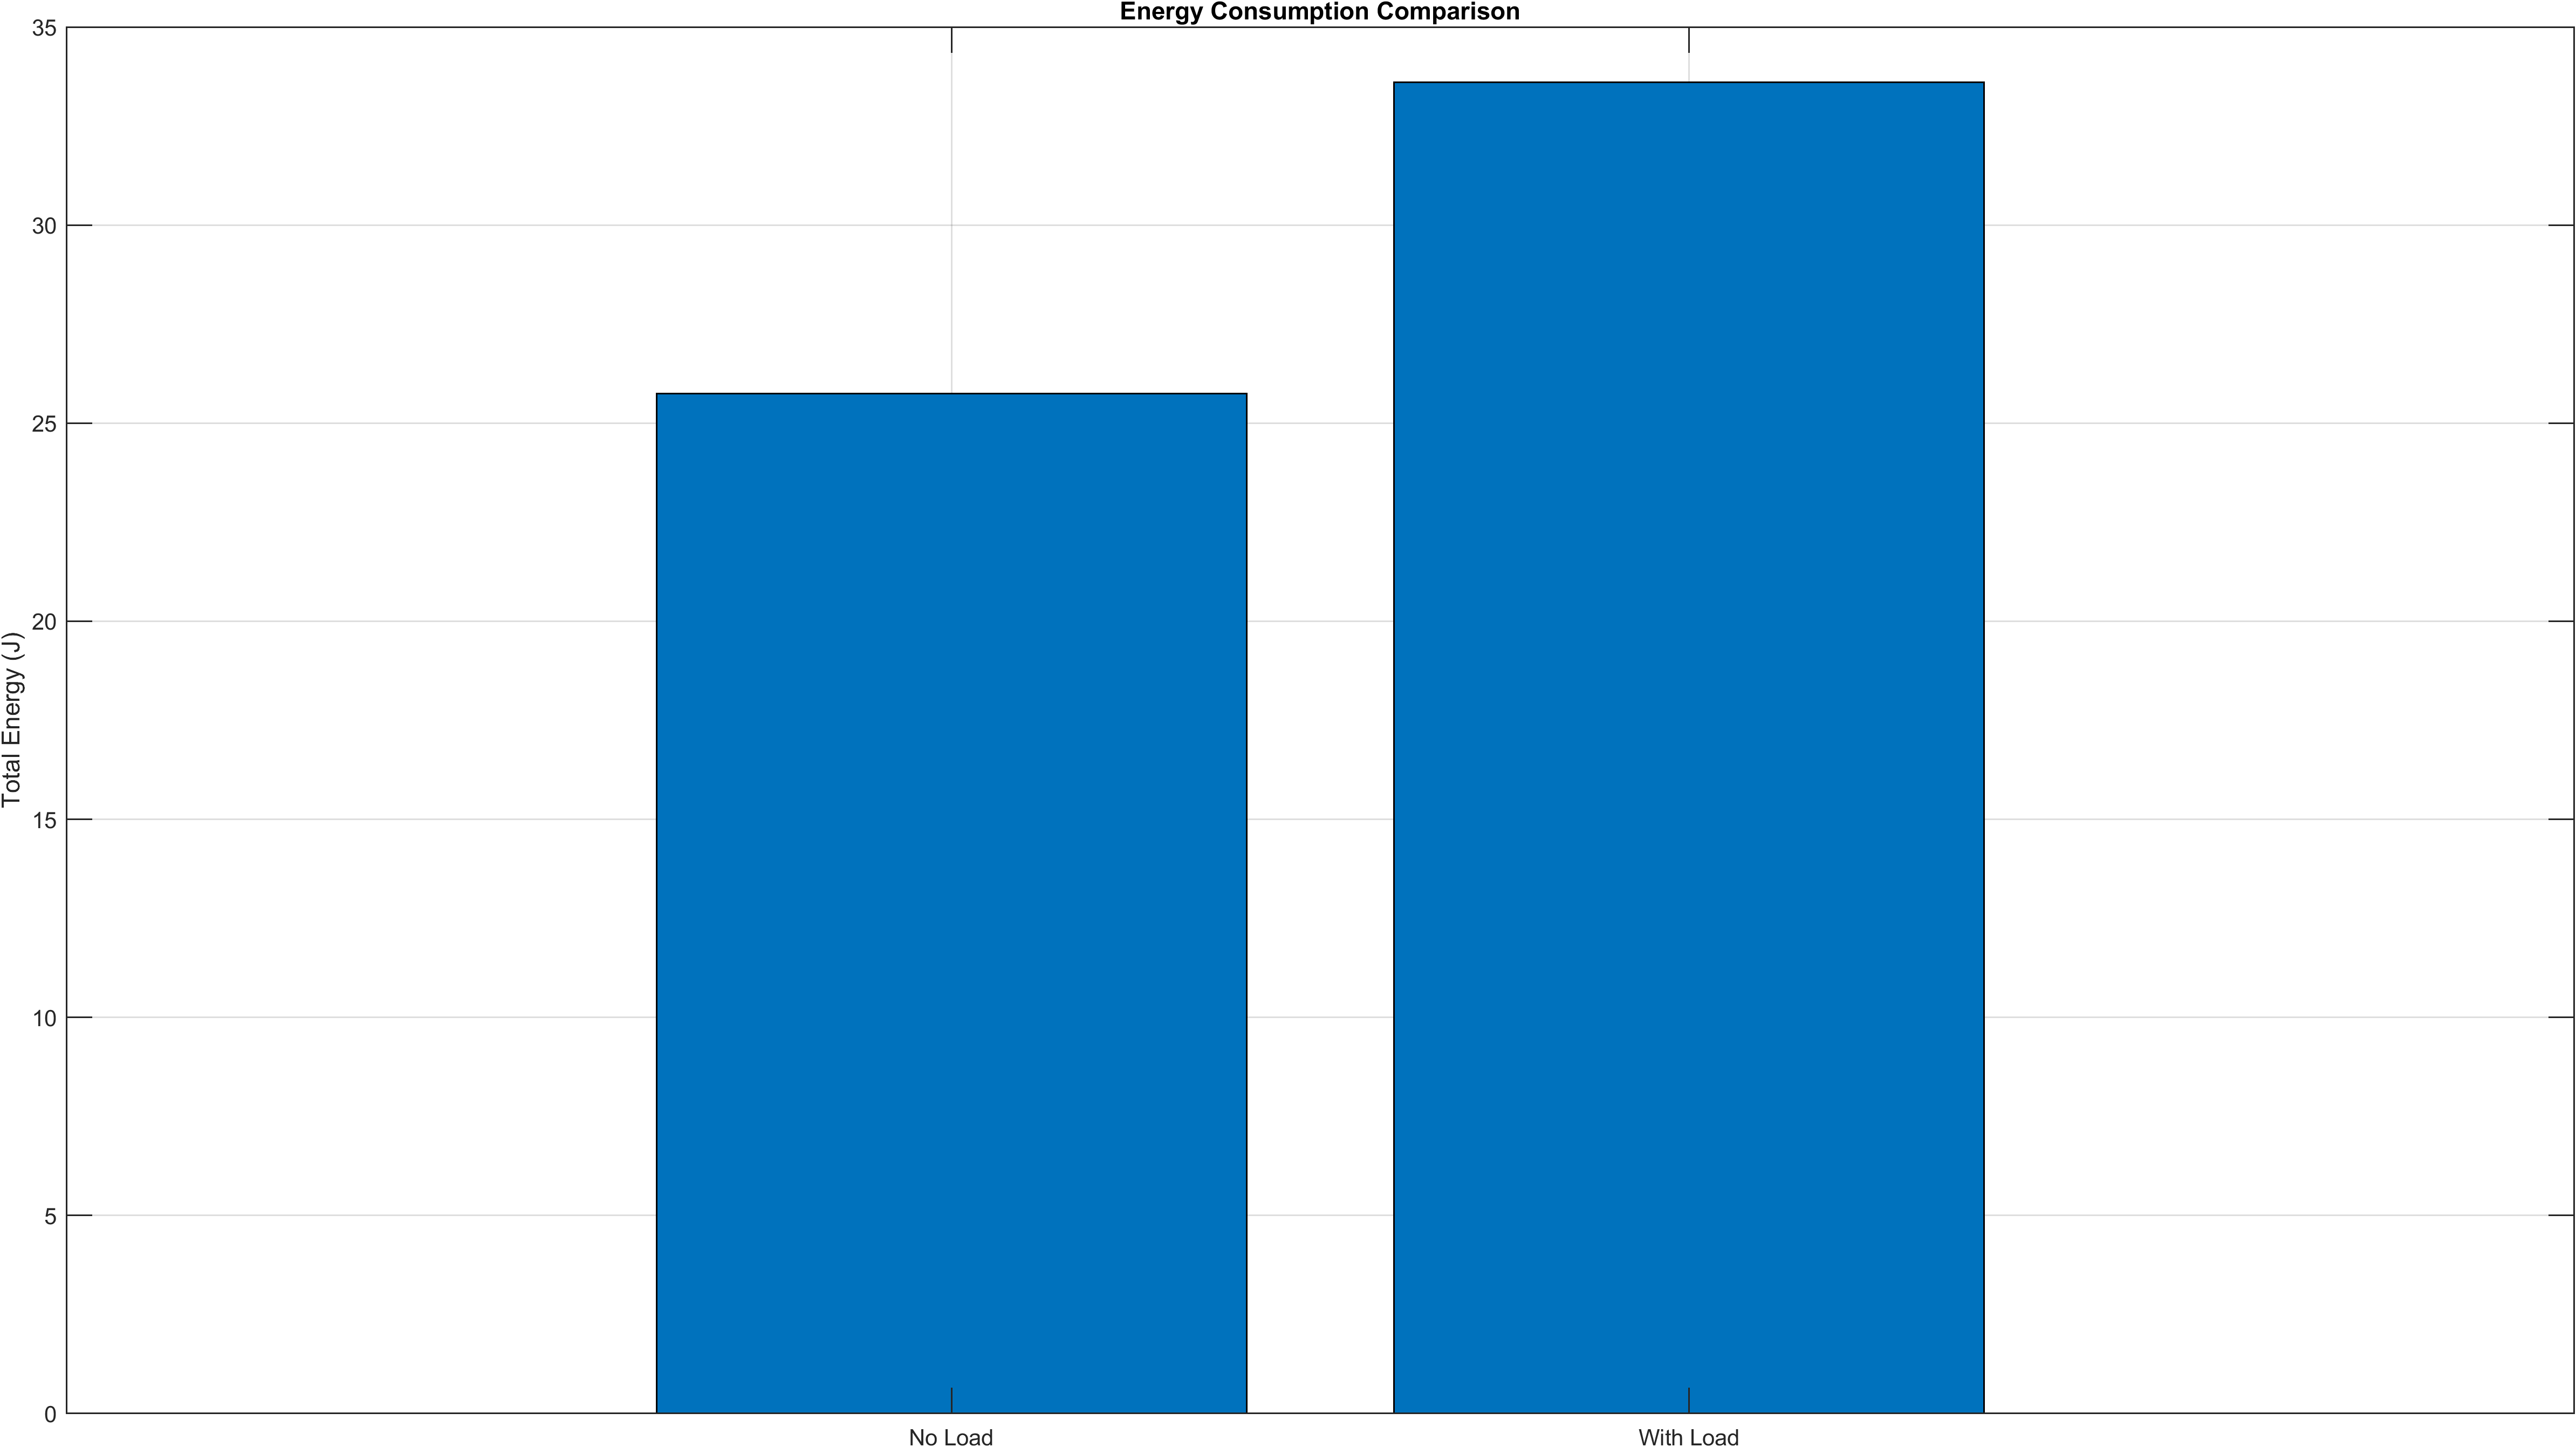 Energy Consumption Comparison
35
30
25
20
15
10
5
0
Total Energy (J)
No Load
With Load